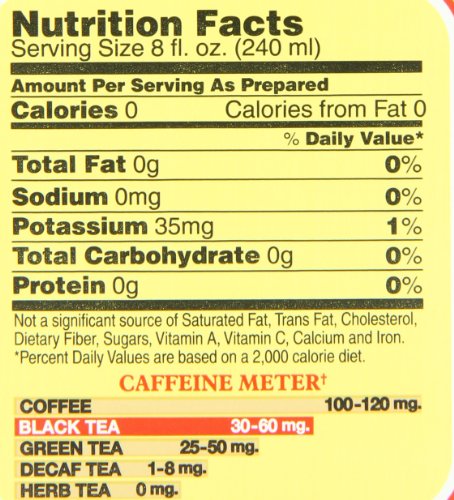 Nutrition Facts
Serving Size 8 fl. oz. (240 ml)
Amount Per Serving As Prepared
Calories 0 Calories from Fat 0
% Daily Value*
Total Fat 0g 0%
Sodium 0mg 0%
Potassium 35mg 1%
Total Carbohydrate 0g 0%
Protein 0g 0%
Not a significant source of Saturated Fat, Trans Fat, Cholesterol,
Dietary Fiber, Sugars, Vitamin A, Vitamin C, Calcium and Iron.
*Percent Daily Values are based on a 2,000 calorie diet.
CAFFEINE METER†
COFFEE 100-120 mg.
BLACK TEA 30-60 mg.
GREEN TEA 25-50 mg.
DECAF TEA 1-8 mg.
HERB TEA 0 mg.